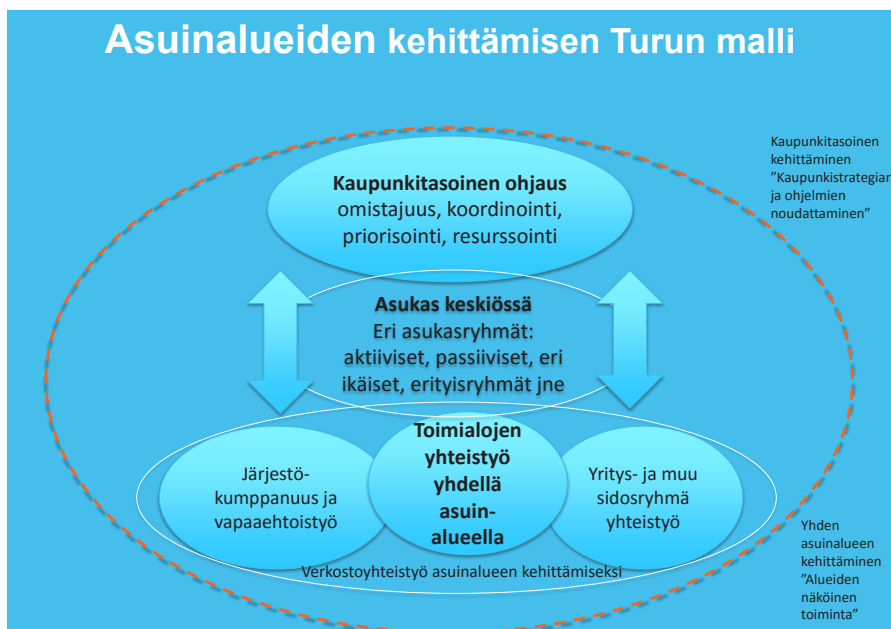 Asuinalueiden kehittämisen Turun malli
Kaupunkitasoinen
kehittäminen
"Kaupunkistrategian
ja ohjelmien
noudattaminen"
Kaupunkitasoinen ohjaus
omistajuus, koordinointi,
priorisointi, resurssointi
Asukas keskiössä
Eri asukasryhmät:
aktiiviset, passiiviset, eri
ikäiset, erityisryhmät jne
Järjestö-
kumppanuus ja
vapaaehtoistyö
Toimialojen
yhteistyö
yhdellä
asuin-
alueella
Yritys- ja muu
sidosryhmä
yhteistyö
Verkostoyhteistyö asuinalueen kehittämiseksi
Yhden
asuinalueen
kehittäminen
"Alueiden
näköinen
toiminta"